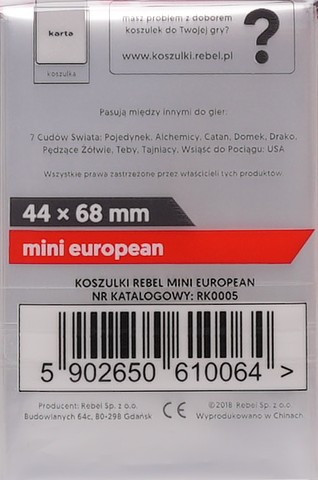 masz problem z doborem
koszulek do Twojej gry?
www.koszulki.rebel.pl
?
karta
koszulka
Pasują między innymi do gier:
7 Cudów Świata: Pojedynek, Alchemicy, Catan, Domek, Drako,
Pędzące Żółwie, Teby, Tajniacy, Wsiąść do Pociągu: USA
Wszystkie prawa zastrzeżone przez właścicieli tych produktów.
44 × 68 mm
mini european
KOSZULKI REBEL MINI EUROPEAN
NR KATALOGOWY: RK0005
5 902650 610064 >
Producent: Rebel Sp. z o.o.
Budowlanych 64c, 80-298 Gdańsk
CE
©2018 Rebel Sp. z o.o.
Wyprodukowano w Chinach.